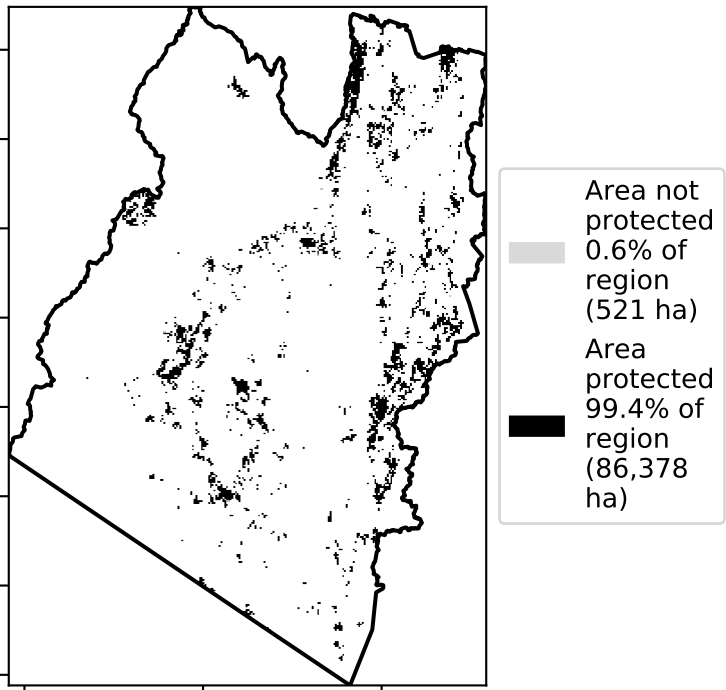 Area not
protected
0.6% of
region
(521 ha)
Area
protected
99.4% of
region
(86,378
ha)